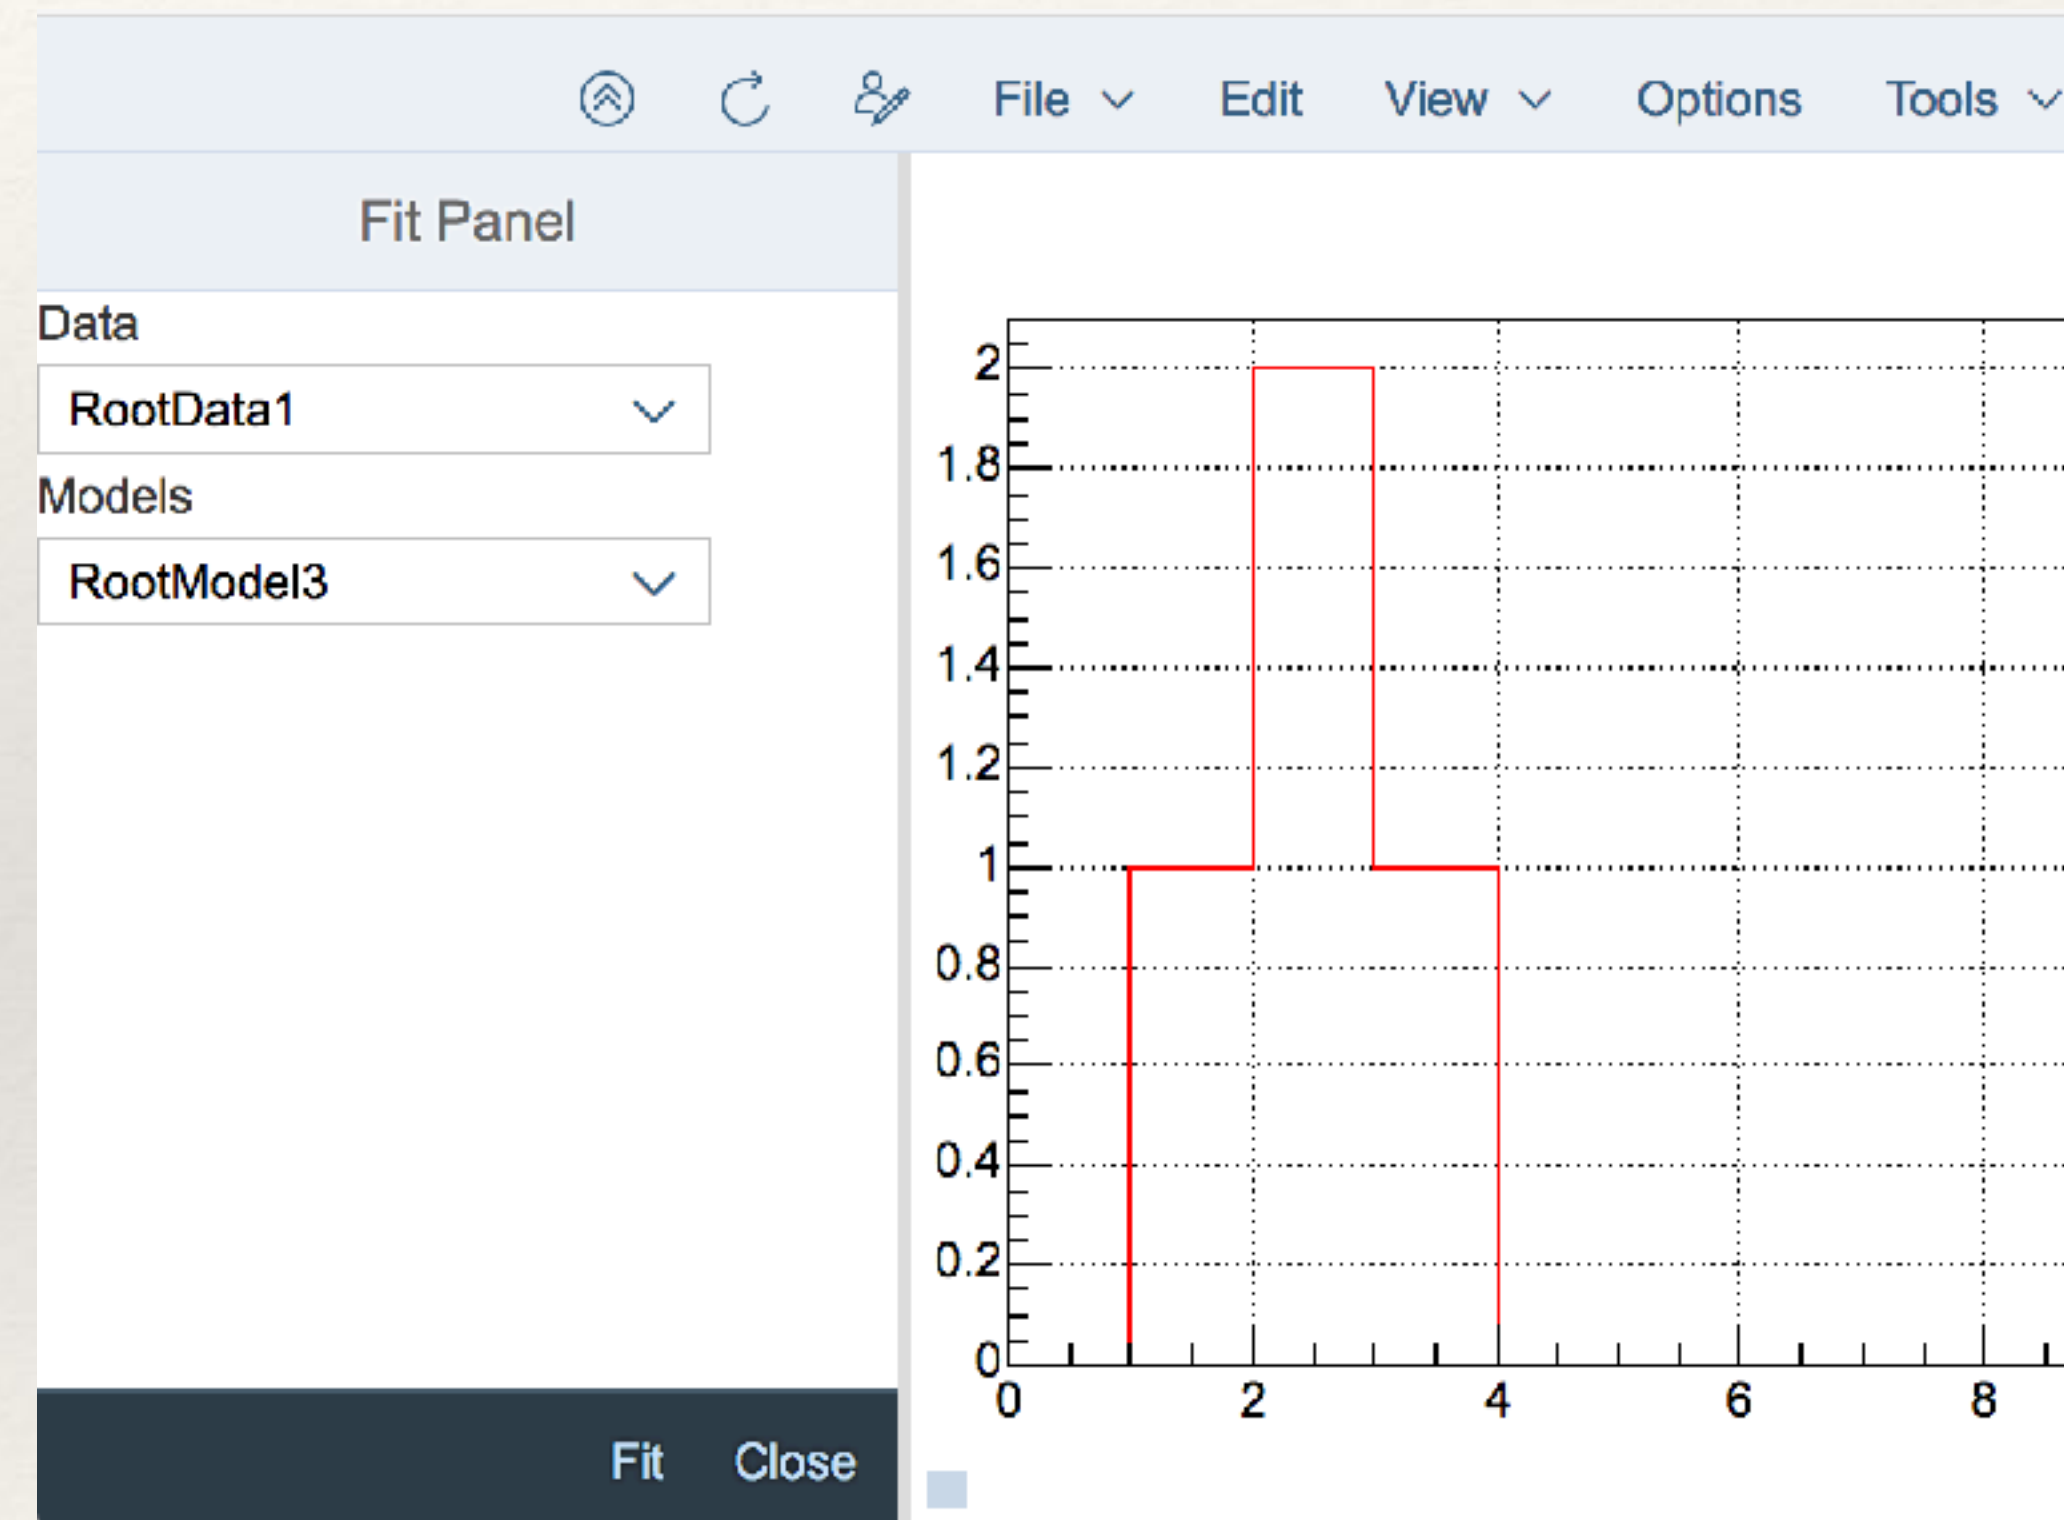 File Edit View Options Tools
Fit Panel
Data
RootData1
Models
RootModel3
Fit Close
2
1.8
1.6
1.4
1.2
1
0.8
0.6
0.4
0.2
0
0 2 4 6 8